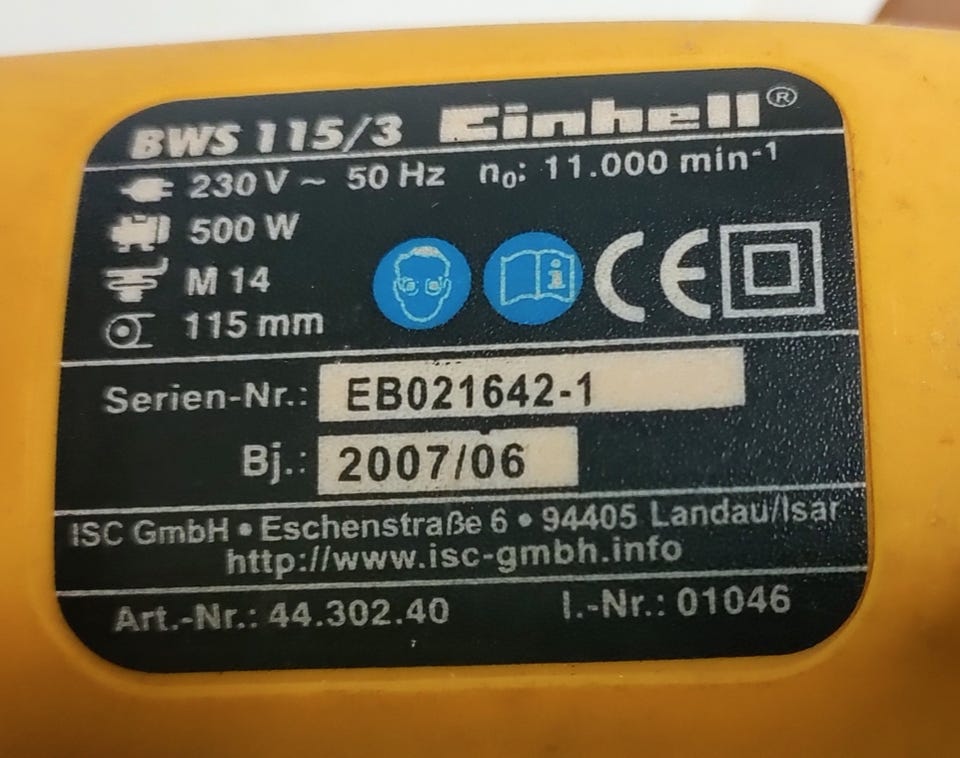 BWS 115/3 Einhell®
230 V ~ 50 Hz n₀: 11.000 min⁻¹
500 W
M 14
115 mm
i
CE
Serien-Nr.: EB021642-1
Bj.: 2007/06
ISC GmbH • Eschenstraße 6 • 94405 Landau/Isar
http://www.isc-gmbh.info
Art.-Nr.: 44.302.40 I.-Nr.: 01046